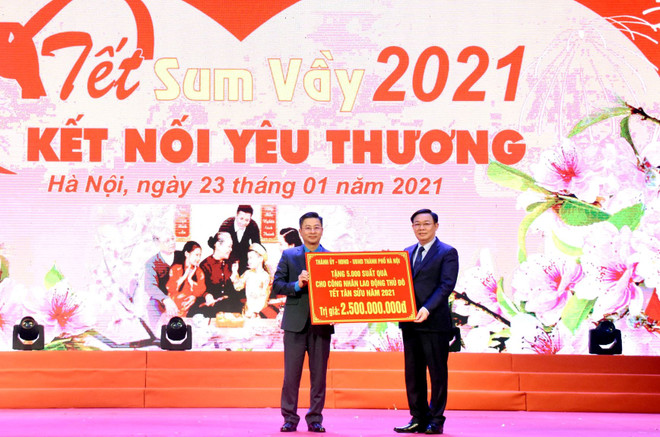 Tết Sum Vầy 2021
KẾT NỐI YÊU THƯƠNG
Hà Nội, ngày 23 tháng 01 năm 2021
THÀNH ỦY - HĐND - UBND THÀNH PHỐ HÀ NỘI
TẶNG 5.000 SUẤT QUÀ
CHO CÔNG NHÂN LAO ĐỘNG THỦ ĐÔ
TẾT TÂN SỬU NĂM 2021
Trị giá: 2.500.000.000đ